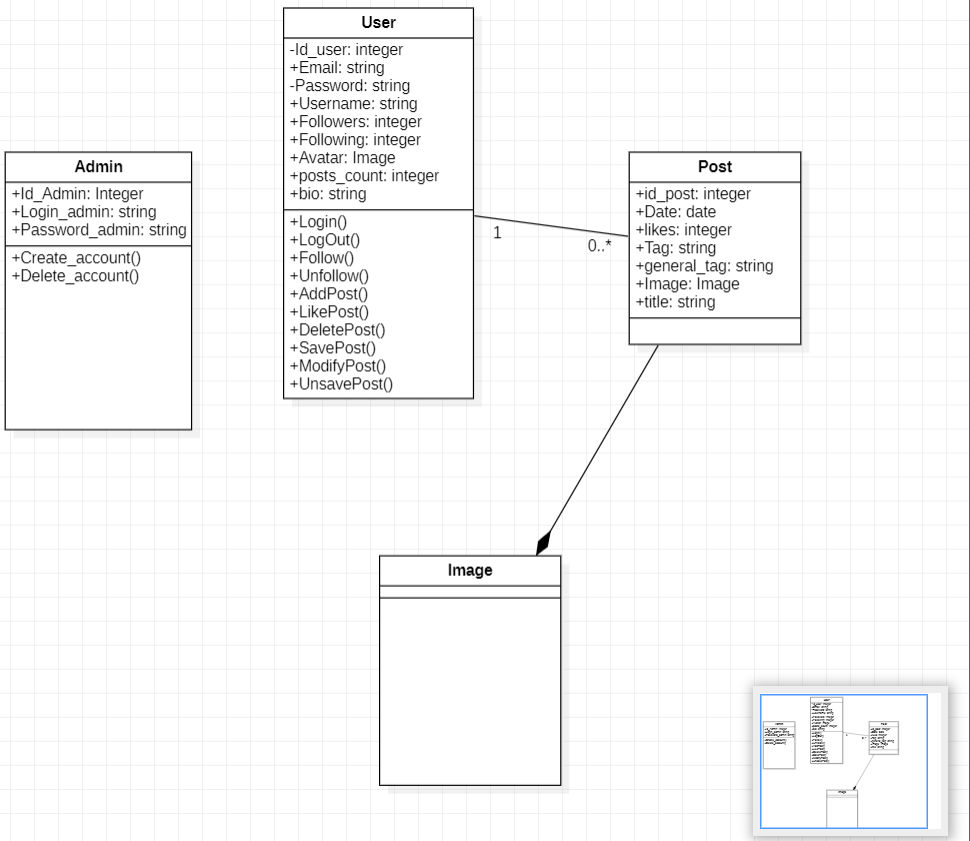 User
-Id_user: integer
+Email: string
-Password: string
+Username: string
+Followers: integer
+Following: integer
+Avatar: Image
+posts_count: integer
+bio: string
+Login()
+LogOut()
+Follow()
+Unfollow()
+AddPost()
+LikePost()
+DeletePost()
+SavePost()
+ModifyPost()
+UnsavePost()
Admin
+Id_Admin: Integer
+Login_admin: string
+Password_admin: string
+Create_account()
+Delete_account()
1
0..*
Post
+id_post: integer
+Date: date
+likes: integer
+Tag: string
+general_tag: string
+Image: Image
+title: string
Image